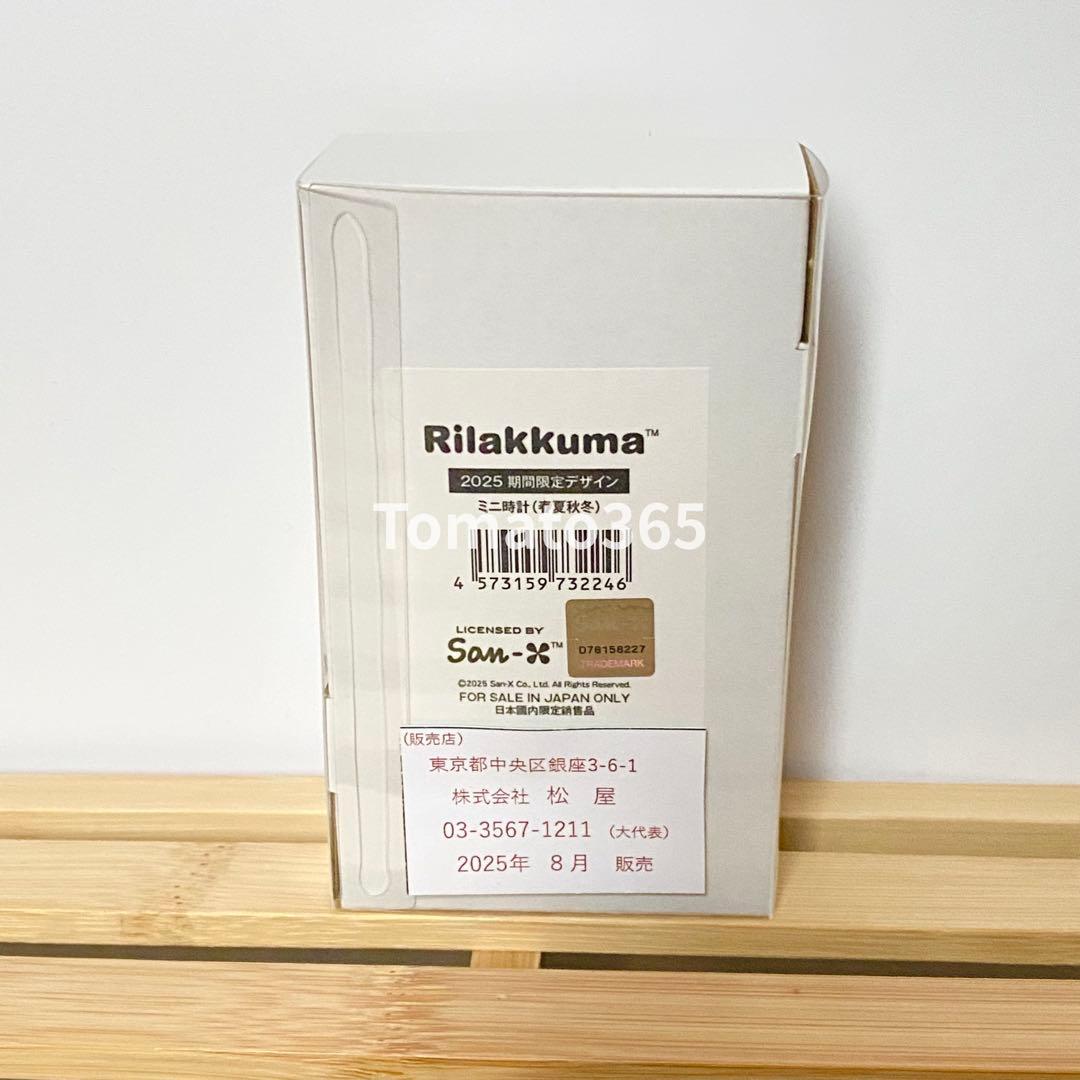 Rilakkuma™
2025 期間限定デザイン
ミニ時計(春夏秋冬)
Tomato365
4 573159 732246
LICENSED BY
San-X™
D78158227
TRADEMARK
©2025 San-X Co., Ltd. All Rights Reserved.
FOR SALE IN JAPAN ONLY
日本國内限定銷售品
(販売店)
東京都中央区銀座3-6-1
株式会社 松 屋
03-3567-1211 (大代表)
2025年 8月 販売